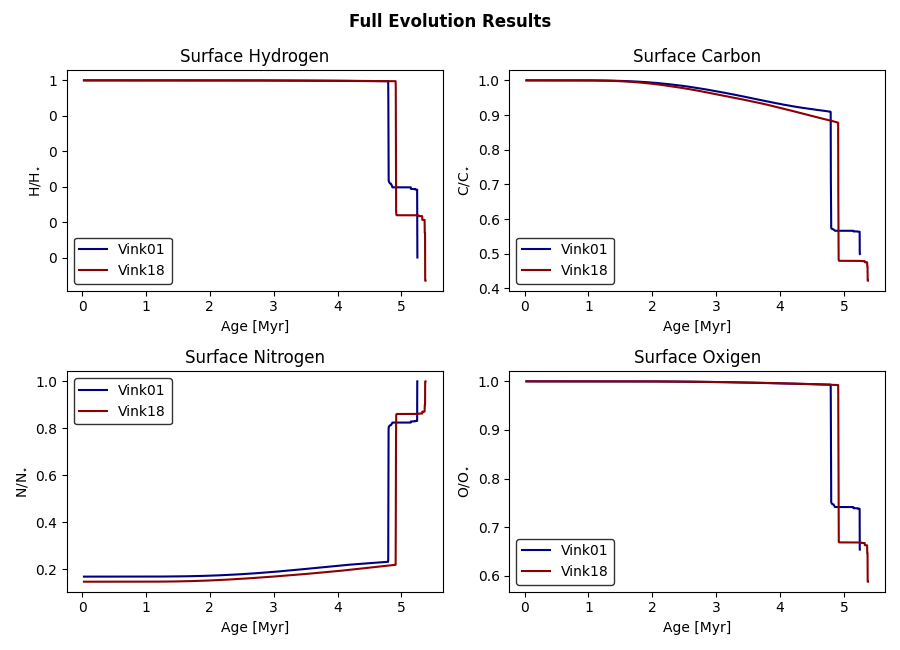 Full Evolution Results
Surface Hydrogen
H/H⋆
1
0
0
0
0
0
Vink01
Vink18
0 1 2 3 4 5
Age [Myr]
Surface Carbon
C/C⋆
1.0
0.9
0.8
0.7
0.6
0.5
0.4
Vink01
Vink18
0 1 2 3 4 5
Age [Myr]
Surface Nitrogen
N/N⋆
1.0
0.8
0.6
0.4
0.2
Vink01
Vink18
0 1 2 3 4 5
Age [Myr]
Surface Oxigen
O/O⋆
1.0
0.9
0.8
0.7
0.6
Vink01
Vink18
0 1 2 3 4 5
Age [Myr]